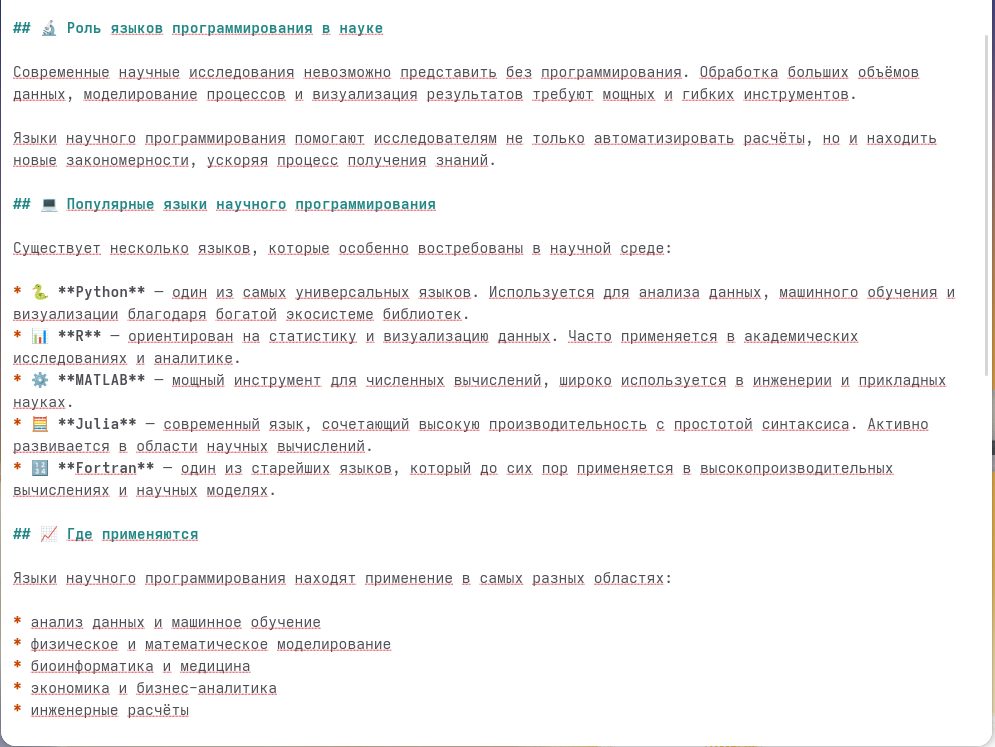 ## 🔬 Роль языков программирования в науке
Современные научные исследования невозможно представить без программирования. Обработка больших объёмов
данных, моделирование процессов и визуализация результатов требуют мощных и гибких инструментов.
Языки научного программирования помогают исследователям не только автоматизировать расчёты, но и находить
новые закономерности, ускоряя процесс получения знаний.
## 💻 Популярные языки научного программирования
Существует несколько языков, которые особенно востребованы в научной среде:
* 🐍 **Python** — один из самых универсальных языков. Используется для анализа данных, машинного обучения и
визуализации благодаря богатой экосистеме библиотек.
* 📊 **R** — ориентирован на статистику и визуализацию данных. Часто применяется в академических
исследованиях и аналитике.
* ⚙️ **MATLAB** — мощный инструмент для численных вычислений, широко используется в инженерии и прикладных
науках.
* 🧮 **Julia** — современный язык, сочетающий высокую производительность с простотой синтаксиса. Активно
развивается в области научных вычислений.
* 🔢 **Fortran** — один из старейших языков, который до сих пор применяется в высокопроизводительных
вычислениях и научных моделях.
## 📈 Где применяются
Языки научного программирования находят применение в самых разных областях:
* анализ данных и машинное обучение
* физическое и математическое моделирование
* биоинформатика и медицина
* экономика и бизнес-аналитика
* инженерные расчёты